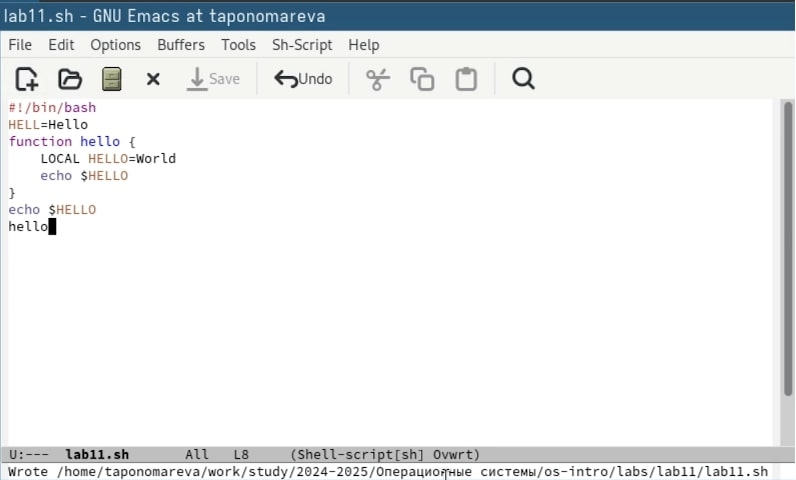 lab11.sh - GNU Emacs at taponomareva
File Edit Options Buffers Tools Sh-Script Help
Save Undo
#!/bin/bash
HELL=Hello
function hello {
    LOCAL HELLO=World
    echo $HELLO
}
echo $HELLO
hello
U:--- lab11.sh All L8 (Shell-script[sh] Ovwrt)
Wrote /home/taponomareva/work/study/2024-2025/Операционные системы/os-intro/labs/lab11/lab11.sh